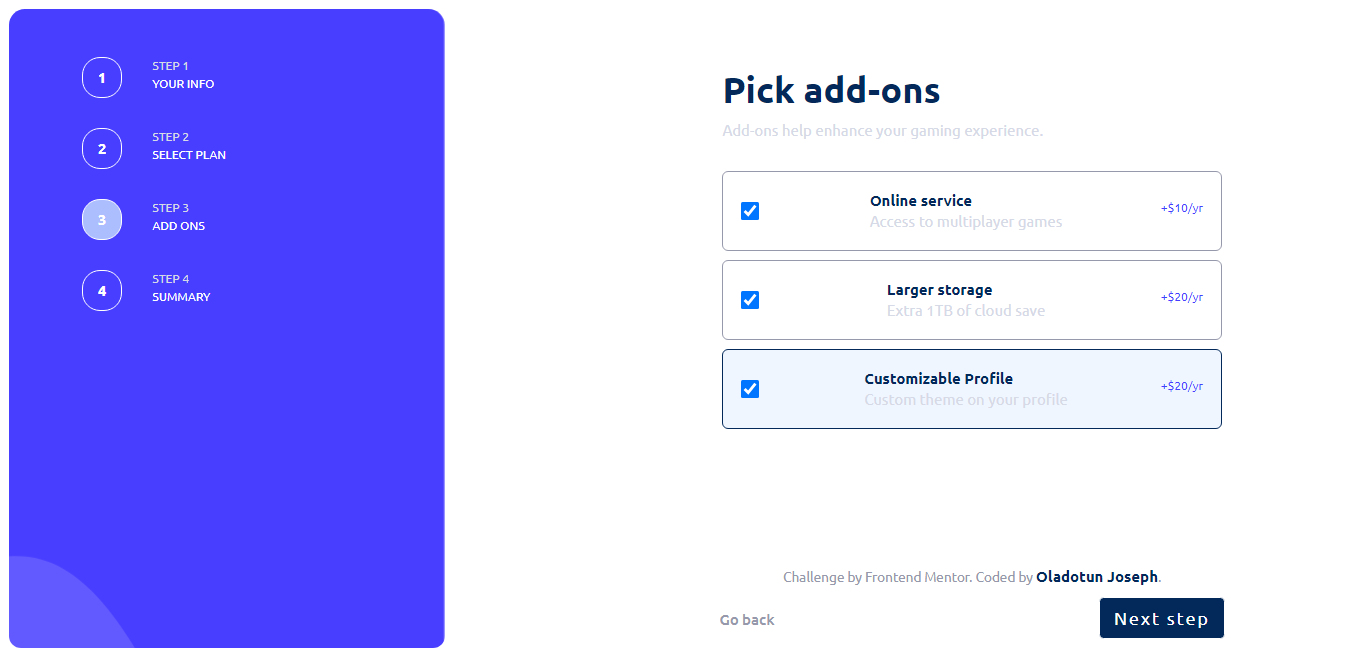 1
STEP 1
YOUR INFO
2
STEP 2
SELECT PLAN
3
STEP 3
ADD ONS
4
STEP 4
SUMMARY
Pick add-ons
Add-ons help enhance your gaming experience.
Online service
Access to multiplayer games
+$10/yr
Larger storage
Extra 1TB of cloud save
+$20/yr
Customizable Profile
Custom theme on your profile
+$20/yr
Challenge by Frontend Mentor. Coded by Oladotun Joseph.
Go back
Next step